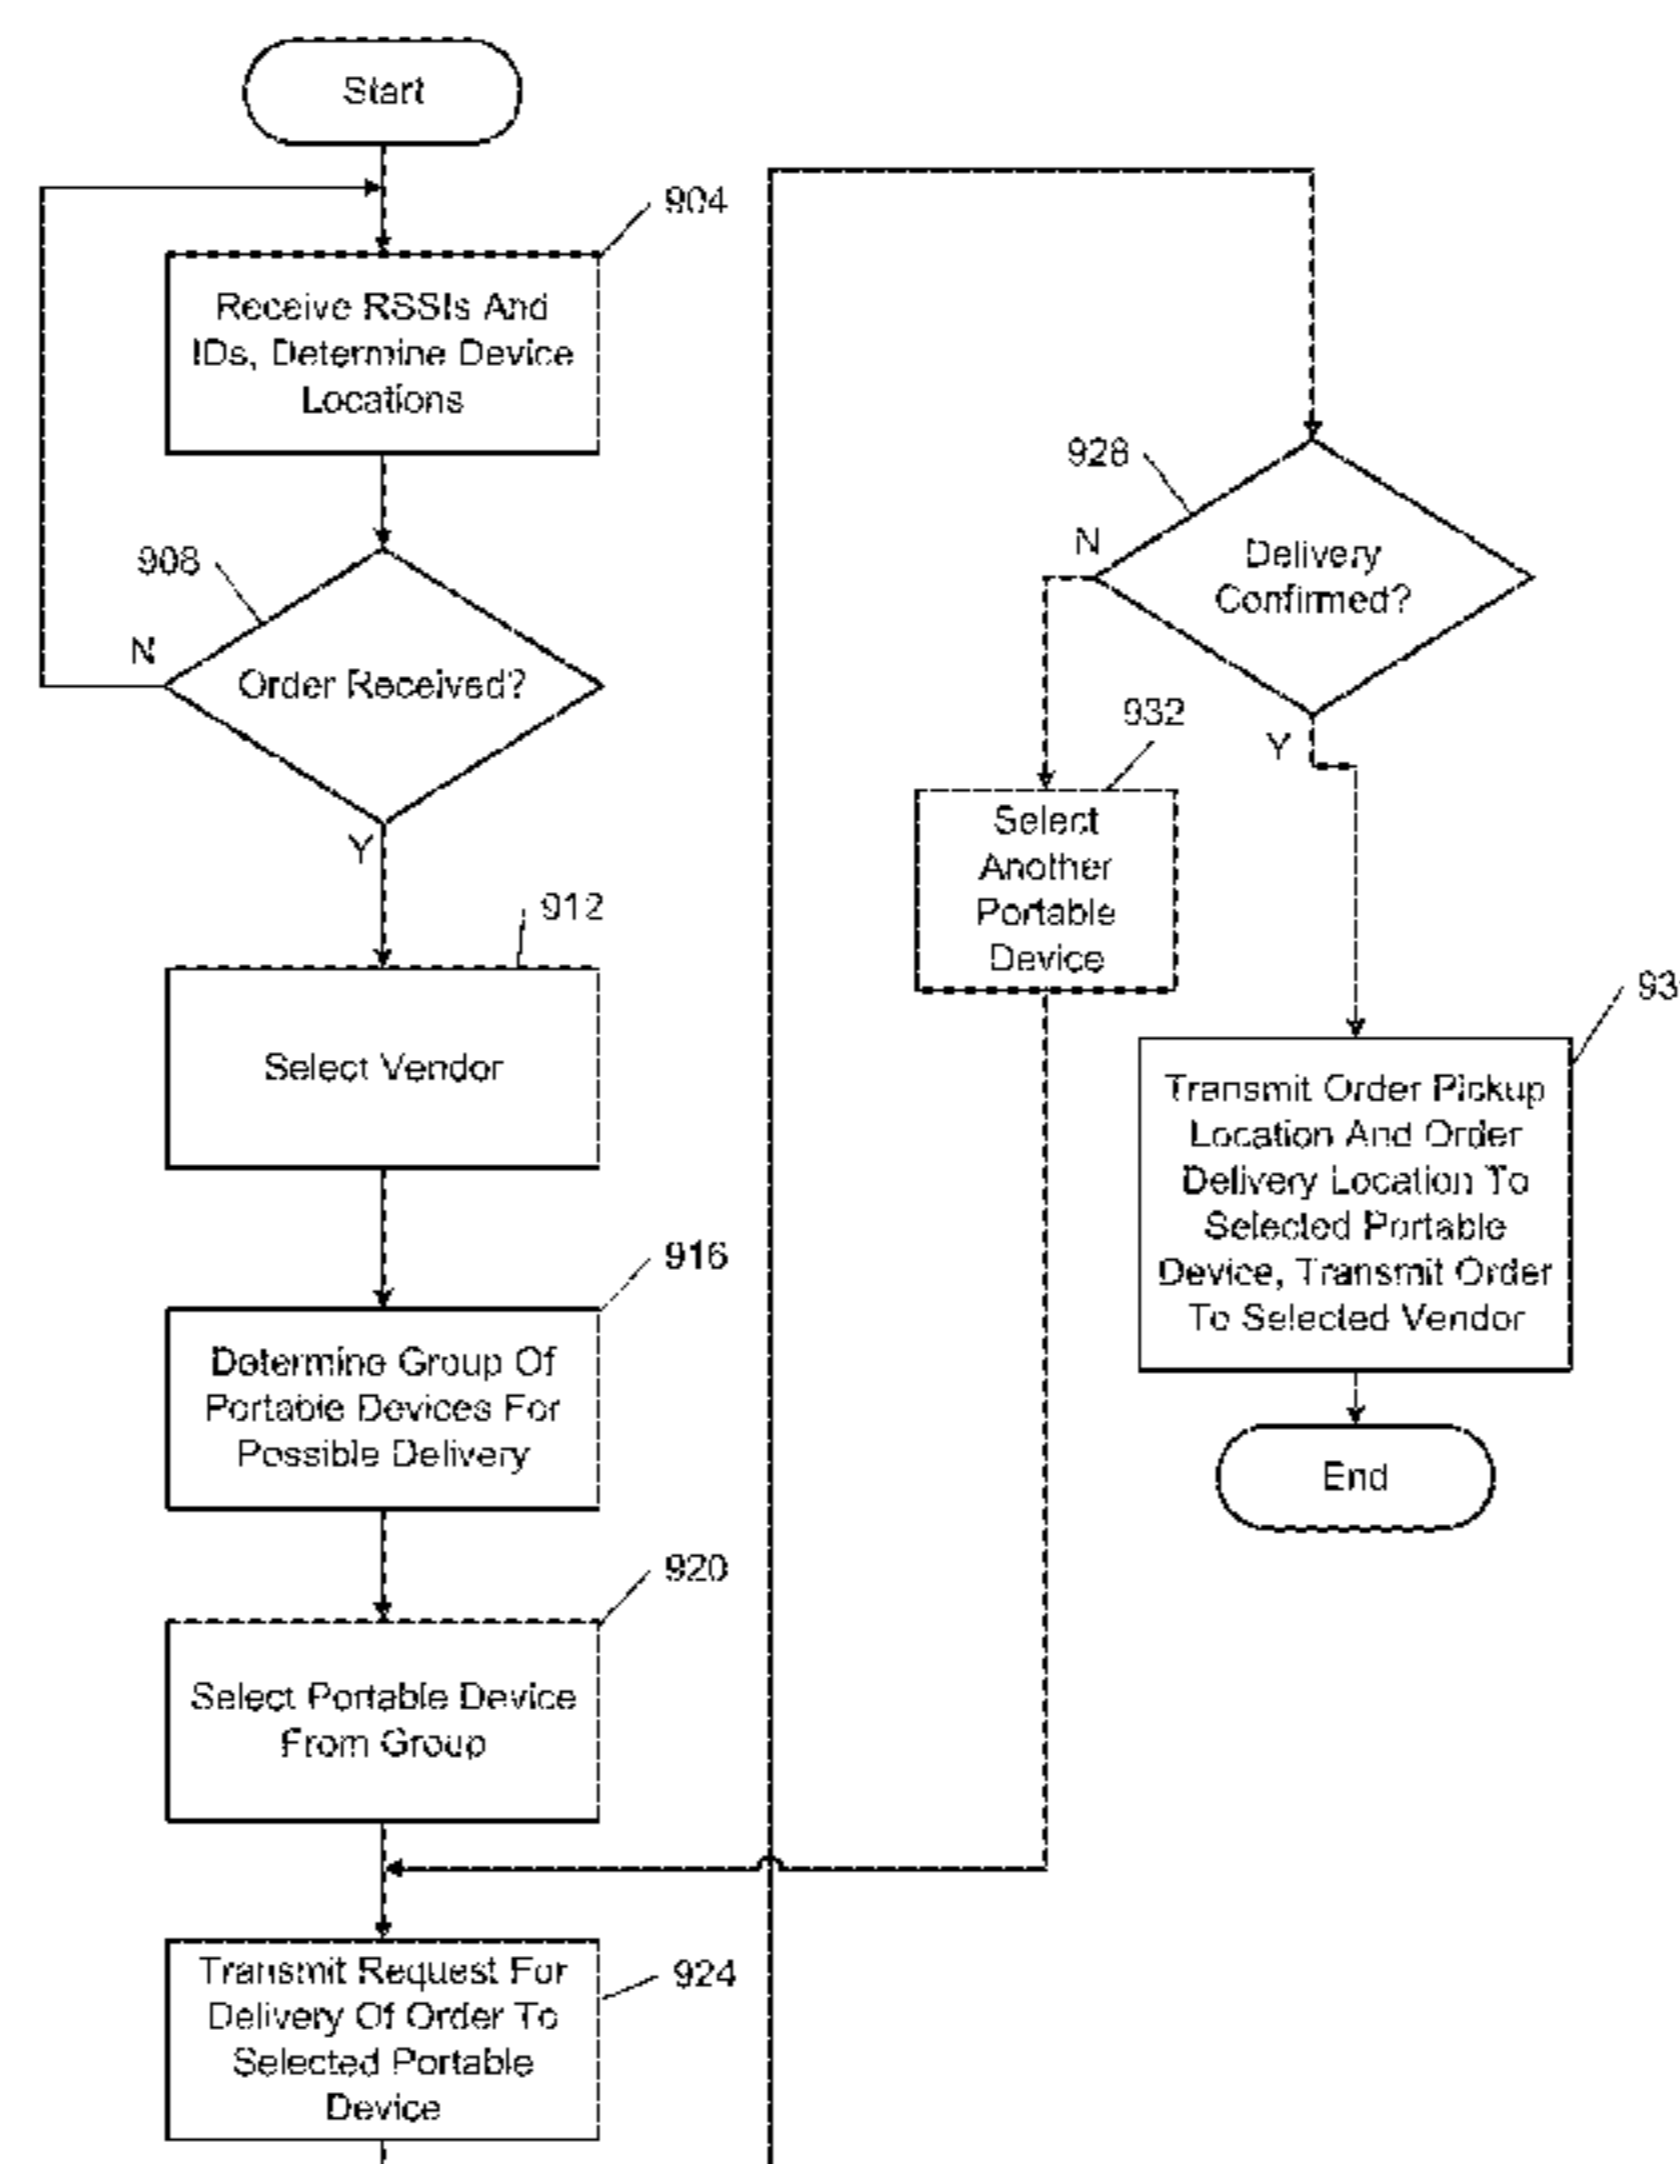 Start
904
Receive RSSIs And
IDs, Determine Device
Locations
908
N
Order Received?
Y
912
Select Vendor
916
Determine Group Of
Portable Devices For
Possible Delivery
920
Select Portable Device
From Group
924
Transmit Request For
Delivery Of Order To
Selected Portable
Device
928
N
Delivery
Confirmed?
Y
932
Select
Another
Portable
Device
93
Transmit Order Pickup
Location And Order
Delivery Location To
Selected Portable
Device, Transmit Order
To Selected Vendor
End